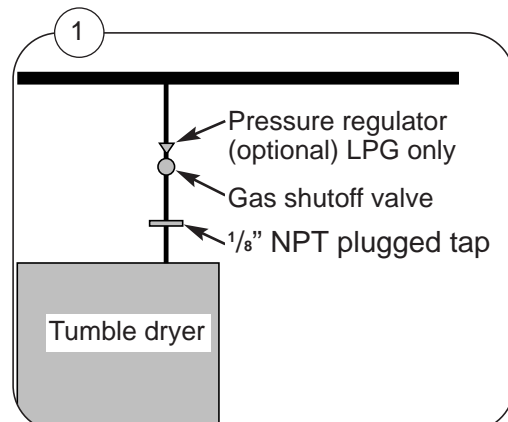 1
Pressure regulator
(optional) LPG only
Gas shutoff valve
1/8” NPT plugged tap
Tumble dryer